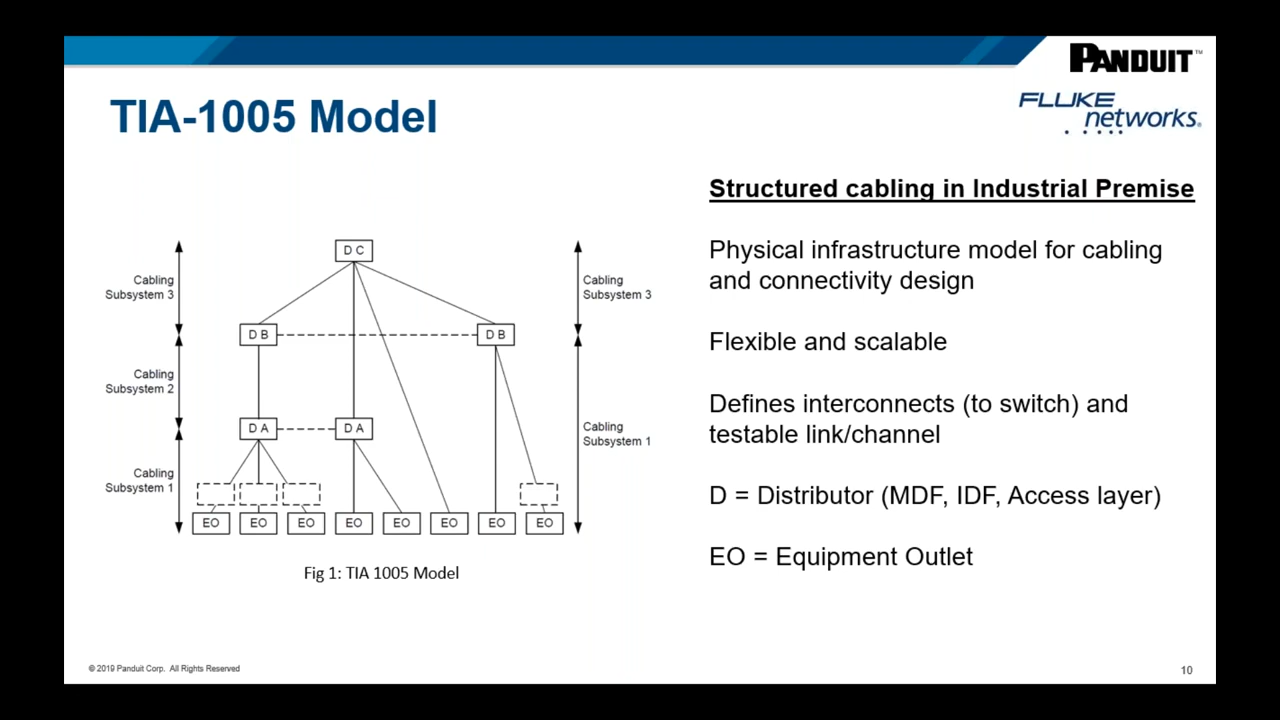 PANDUIT™
FLUKE
networks®
TIA-1005 Model
Structured cabling in Industrial Premise
Physical infrastructure model for cabling
and connectivity design
Flexible and scalable
Defines interconnects (to switch) and
testable link/channel
D = Distributor (MDF, IDF, Access layer)
EO = Equipment Outlet
D C
Cabling
Subsystem 3
Cabling
Subsystem 3
D B
D B
Cabling
Subsystem 2
D A
D A
Cabling
Subsystem 1
Cabling
Subsystem 1
EO
EO
EO
EO
EO
EO
EO
EO
Fig 1: TIA 1005 Model
© 2019 Panduit Corp. All Rights Reserved
10